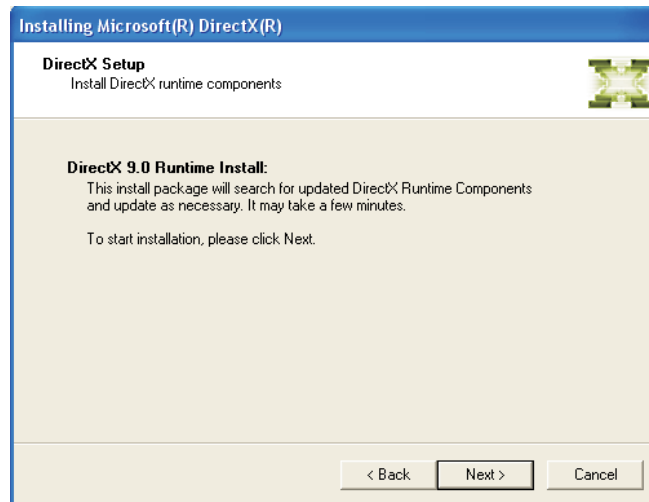 Installing Microsoft(R) DirectX(R)
DirectX Setup
Install DirectX runtime components
DirectX 9.0 Runtime Install:
This install package will search for updated DirectX Runtime Components
and update as necessary. It may take a few minutes.
To start installation, please click Next.
< Back
Next >
Cancel